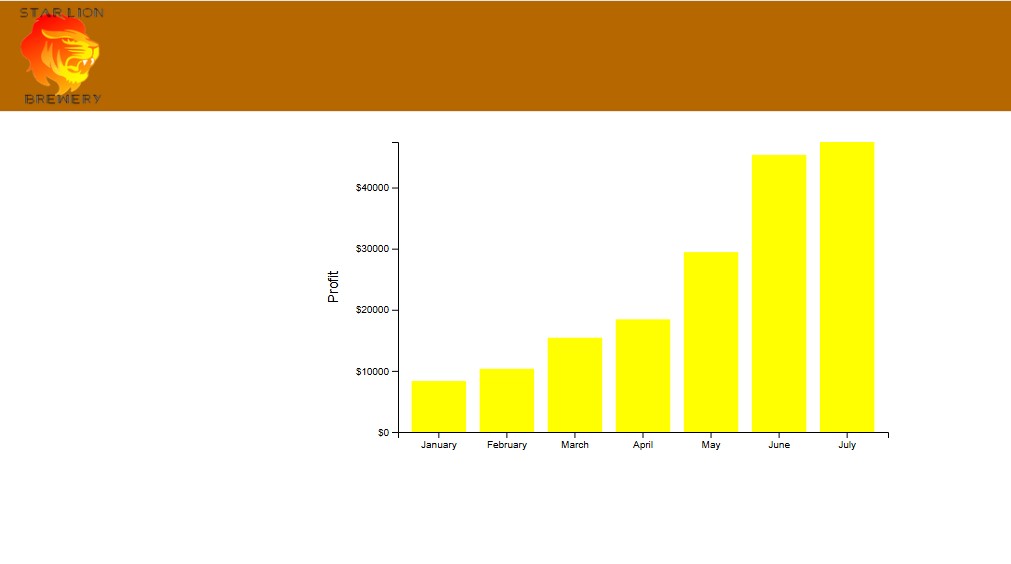 STAR LION
BREWERY
$40000
$30000
$20000
$10000
$0
Profit
January February March April May June July